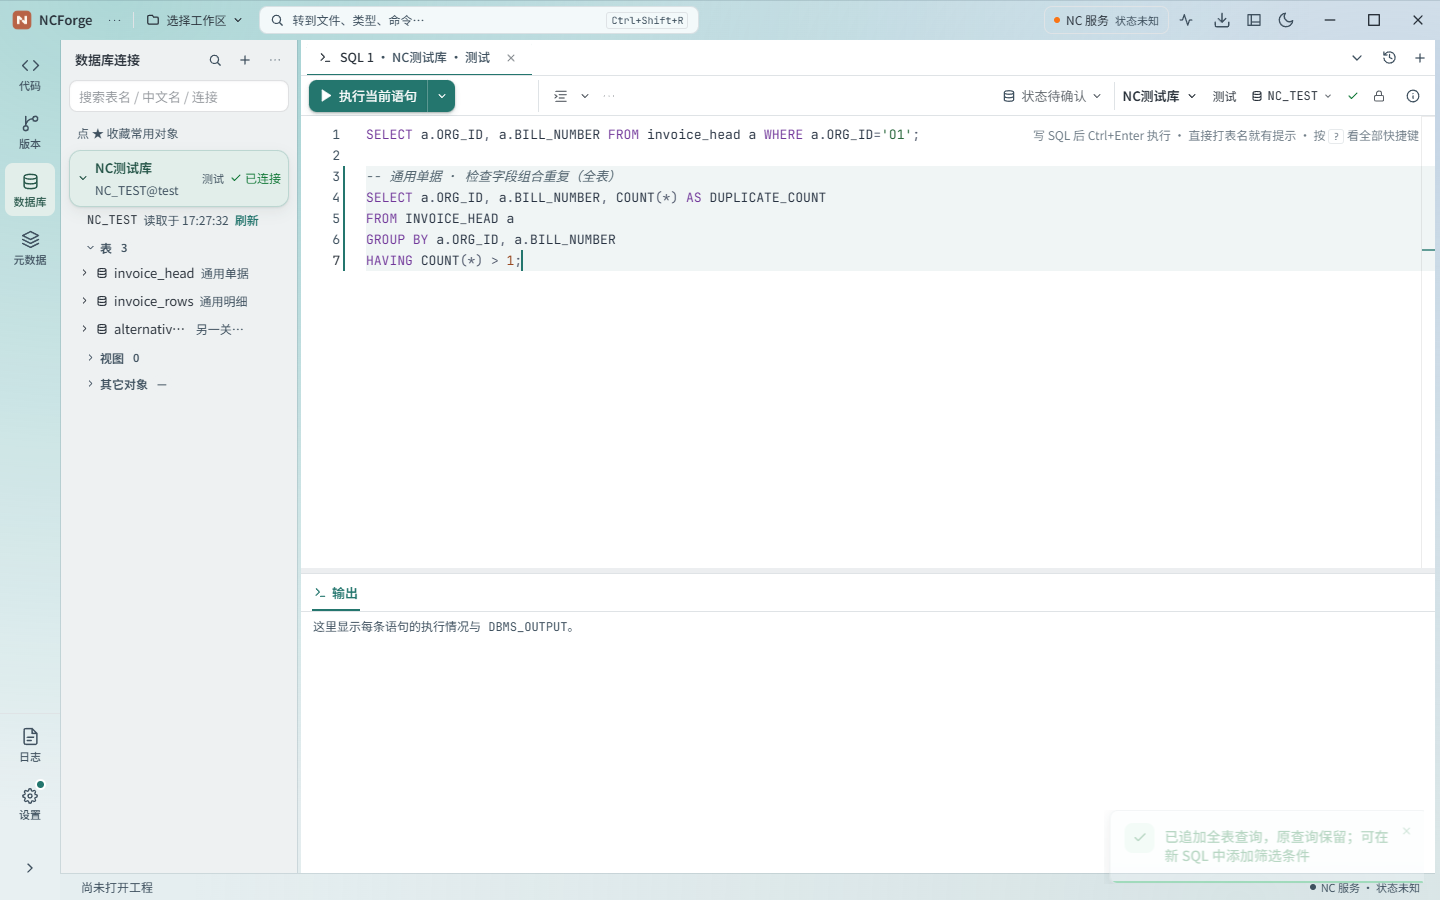 NCForge ··· 选择工作区 转到文件、类型、命令··· Ctrl+Shift+R NC 服务 状态未知
代码
版本
数据库
元数据
日志
设置
数据库连接 ···
搜索表名 / 中文名 / 连接
点 ★ 收藏常用对象
NC测试库
NC_TEST@test 测试 已连接
NC_TEST 读取于 17:27:32 刷新
表 3
invoice_head 通用单据
invoice_rows 通用明细
alternativ··· 另一关···
视图 0
其它对象 —
SQL 1 • NC测试库 • 测试 ×
执行当前语句 ··· 状态待确认 NC测试库 测试 NC_TEST
写 SQL 后 Ctrl+Enter 执行 • 直接打表名就有提示 • 按 ? 看全部快捷键
1 SELECT a.ORG_ID, a.BILL_NUMBER FROM invoice_head a WHERE a.ORG_ID='01';
2
3 -- 通用单据 · 检查字段组合重复（全表）
4 SELECT a.ORG_ID, a.BILL_NUMBER, COUNT(*) AS DUPLICATE_COUNT
5 FROM INVOICE_HEAD a
6 GROUP BY a.ORG_ID, a.BILL_NUMBER
7 HAVING COUNT(*) > 1;
输出
这里显示每条语句的执行情况与 DBMS_OUTPUT。
已追加全表查询，原查询保留；可在
新 SQL 中添加筛选条件
尚未打开工程
NC 服务 • 状态未知